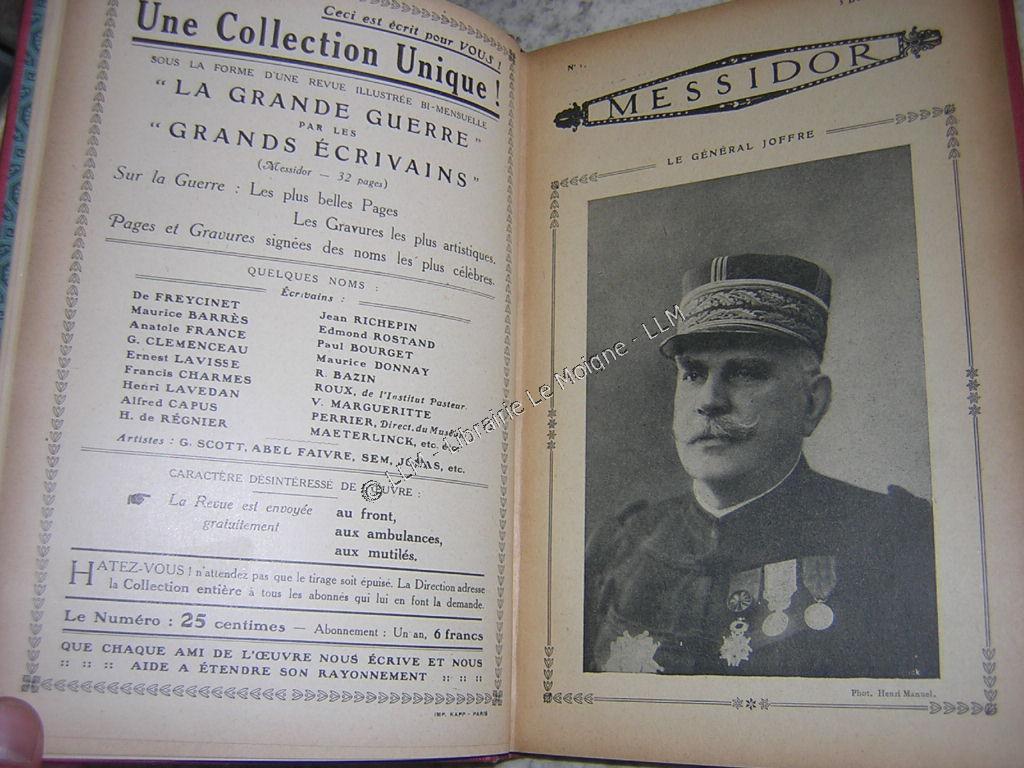 Ceci est écrit pour VOUS !
Une Collection Unique !
SOUS LA FORME D'UNE REVUE ILLUSTRÉE BI-MENSUELLE
“ LA GRANDE GUERRE ”
PAR LES
“ GRANDS ÉCRIVAINS ”
(Messidor — 32 pages)
Sur la Guerre : Les plus belles Pages
Les Gravures les plus artistiques.
Pages et Gravures signées des noms les plus célèbres.
QUELQUES NOMS :
Écrivains :
De FREYCINET
Maurice BARRÈS
Anatole FRANCE
G. CLEMENCEAU
Ernest LAVISSE
Francis CHARMES
Henri LAVEDAN
Alfred CAPUS
H. de RÉGNIER
Jean RICHEPIN
Edmond ROSTAND
Paul BOURGET
Maurice DONNAY
R. BAZIN
ROUX, de l'Institut Pasteur.
V. MARGUERITTE
PERRIER, Direct. du
MAETERLINCK, etc.
Artistes : G. SCOTT, ABEL FAIVRE, SEM, etc.
CARACTÈRE DÉSINTÉRESSÉ DE L'ŒUVRE :
La Revue est envoyée
gratuitement
au front,
aux ambulances,
aux mutilés.
HATEZ-VOUS ! n'attendez pas que le tirage soit épuisé. La Direction adresse
la Collection entière à tous les abonnés qui lui en font la demande.
Le Numéro : 25 centimes — Abonnement : Un an, 6 francs
QUE CHAQUE AMI DE L'ŒUVRE NOUS ÉCRIVE ET NOUS
:: :: :: AIDE A ÉTENDRE SON RAYONNEMENT :: :: ::
IMP. KAPP - PARIS
MESSIDOR
LE GÉNÉRAL JOFFRE
Phot. Henri Manuel.
© LLM - Librairie Le Moigne - LLM